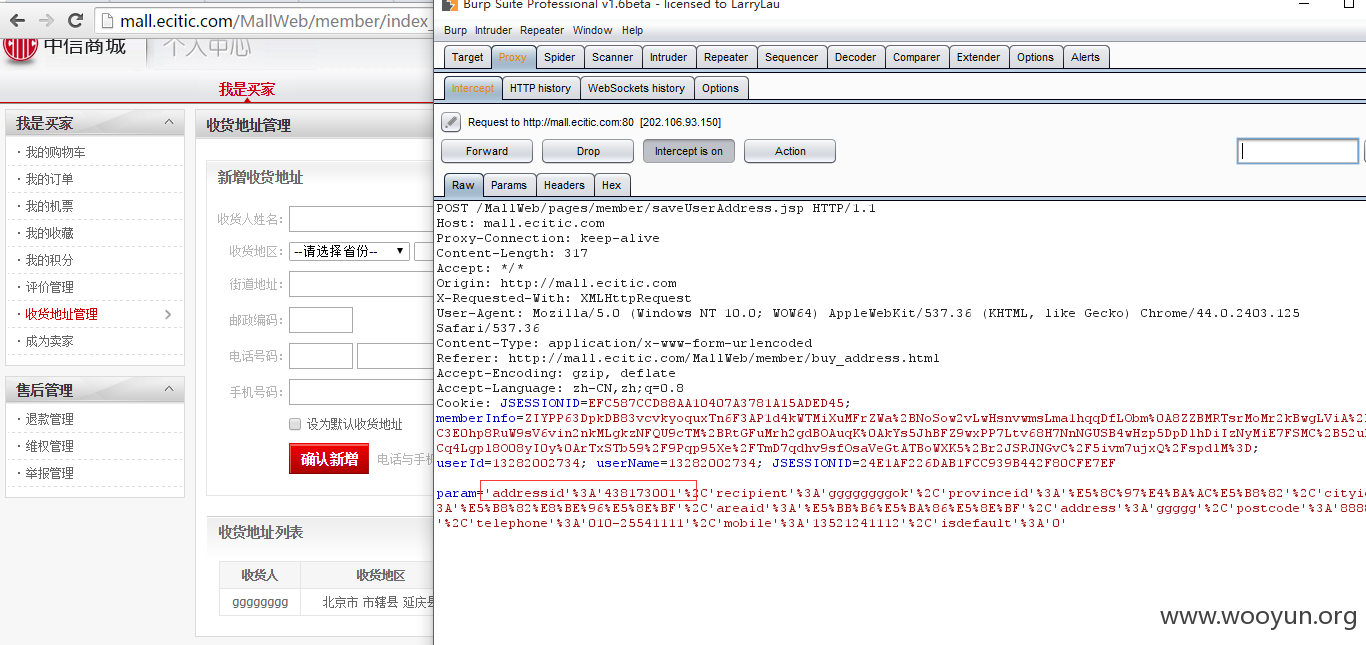 Burp Suite Professional v1.6beta - licensed to LarryLau
mall.ecitic.com/MallWeb/member/index_
中信商城
个人中心
我是买家
我是买家
· 我的购物车
· 我的订单
· 我的机票
· 我的收藏
· 我的积分
· 评价管理
· 收货地址管理
· 成为卖家
售后管理
· 退款管理
· 维权管理
· 举报管理
收货地址管理
新增收货地址
收货人姓名:
收货地区: --请选择省份--
街道地址:
邮政编码:
电话号码:
手机号码:
设为默认收货地址
确认新增 电话与手机
收货地址列表
收货人 收货地区
gggggggg 北京市 市辖县 延庆县
Burp Intruder Repeater Window Help
Target Proxy Spider Scanner Intruder Repeater Sequencer Decoder Comparer Extender Options Alerts
Intercept HTTP history WebSockets history Options
Request to http://mall.ecitic.com:80 [202.106.93.150]
Forward Drop Intercept is on Action
Raw Params Headers Hex
POST /MallWeb/pages/member/saveUserAddress.jsp HTTP/1.1
Host: mall.ecitic.com
Proxy-Connection: keep-alive
Content-Length: 317
Accept: */*
Origin: http://mall.ecitic.com
X-Requested-With: XMLHttpRequest
User-Agent: Mozilla/5.0 (Windows NT 10.0; WOW64) AppleWebKit/537.36 (KHTML, like Gecko) Chrome/44.0.2403.125
Safari/537.36
Content-Type: application/x-www-form-urlencoded
Referer: http://mall.ecitic.com/MallWeb/member/buy_address.html
Accept-Encoding: gzip, deflate
Accept-Language: zh-CN,zh;q=0.8
Cookie: JSESSIONID=EFC587CCD88AA10407A3781A15ADED45;
memberInfo=ZIYPP63DpkDB83vcvkyoquxTn6F3AP1d4kWTMiXuMFrZWa%2BNoSow2vLwHsnvwmsLma1hqqDfLObm%0A8ZZBMRTsrMoMr2kBwgLViA%2
C3E0hp8RuW9sV6vin2nkMLgkzNFQU9cTM%2BRtGFuMrh2gdBOAuqK%0AkYs5JhBFZ9wxPP7Ltv68H7NnNGUSB4wHzp5DpDlhDiIzNyMiE7FSMC%2B52u
Cq4Lgpl8O08yI0y%0ArTxSTb59%2F9Pqp95Xe%2FTmD7qdhv9sfOsaVeGtATBoWXK5%2Br2JSRJNGvC%2F5ivm7ujxQ%2FspdlM%3D;
userId=13282002734; userName=13282002734; JSESSIONID=24E1AF226DAB1FCC939B442F80CFE7EF
param='addressid'%3A'438173001'%2C'recipient'%3A'gggggggggok'%2C'provinceid'%3A'%E5%8C%97%E4%BA%AC%E5%B8%82'%2C'cityi
3A'%E5%B8%82%E8%BE%96%E5%8E%BF'%2C'areaid'%3A'%E5%BB%B6%E5%BA%86%E5%8E%BF'%2C'address'%3A'ggggg'%2C'postcode'%3A'888
'%2C'telephone'%3A'010-25541111'%2C'mobile'%3A'13521241112'%2C'isdefault'%3A'0'
www.wooyun.org